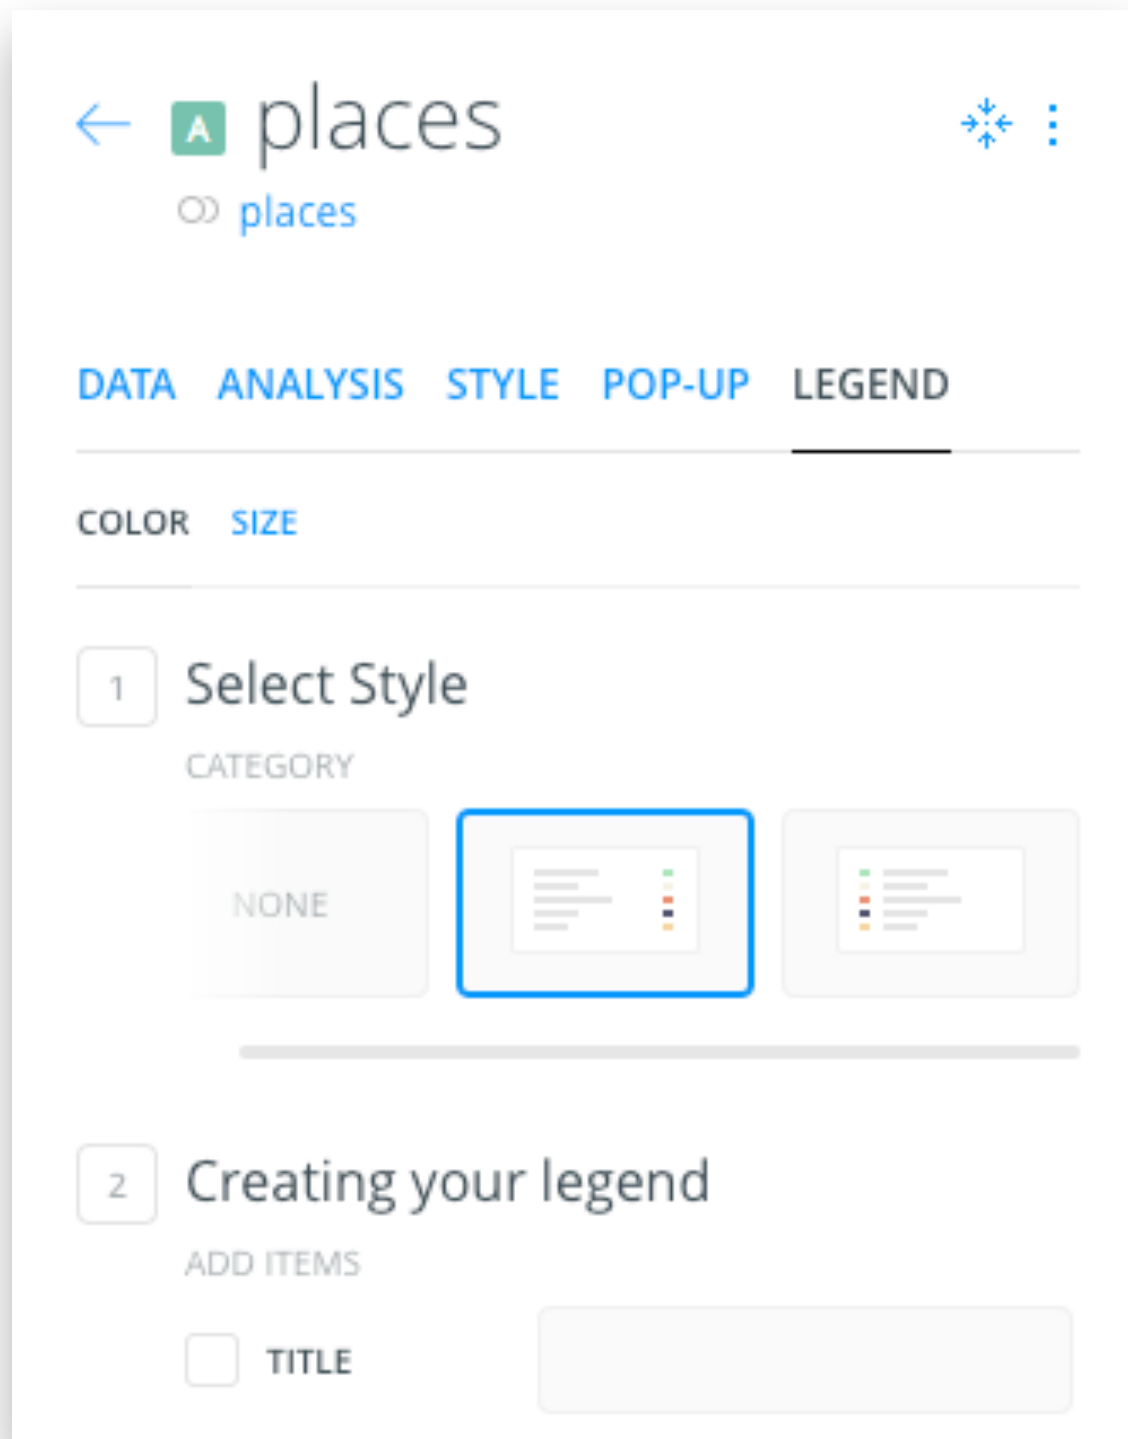 A places
places
DATA ANALYSIS STYLE POP-UP LEGEND
COLOR SIZE
1 Select Style
CATEGORY
NONE
2 Creating your legend
ADD ITEMS
TITLE